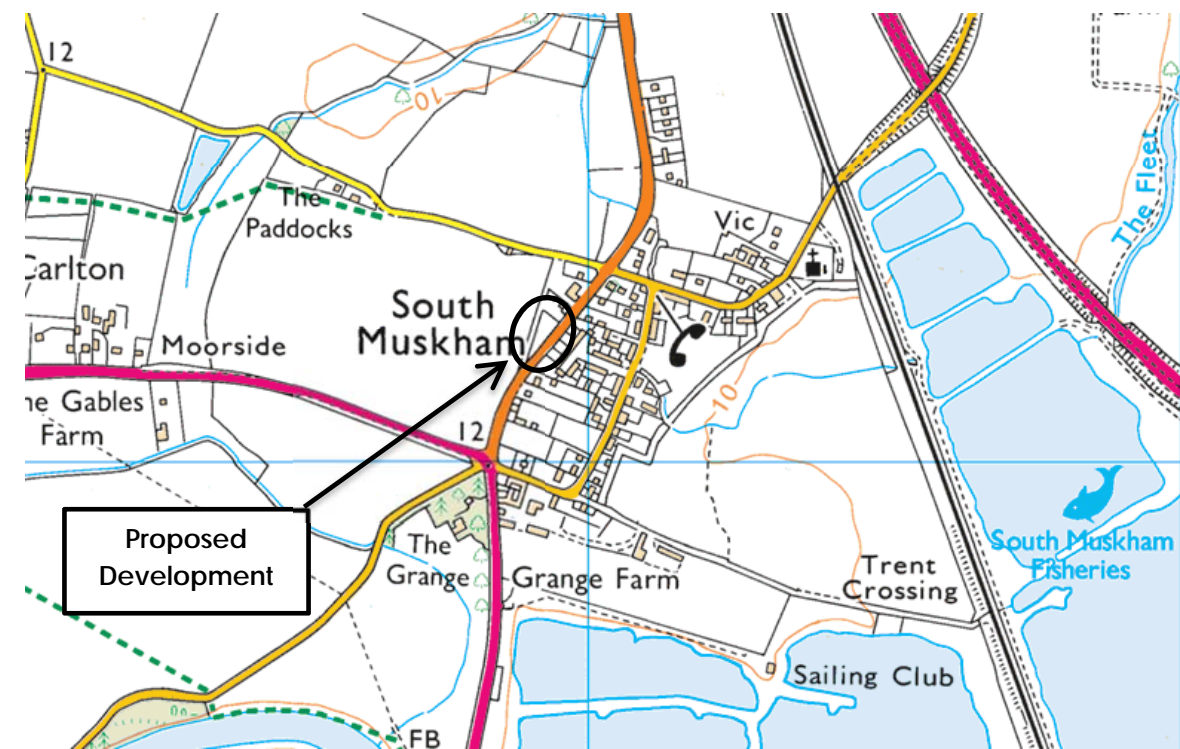 12
10
The
Paddocks
Carlton
Moorside
South
Muskham
Vic
The Fleet
he Gables
Farm
12
10
Proposed
Development
The
Grange
Grange Farm
Trent
Crossing
South Muskham
Fisheries
Sailing Club
FB